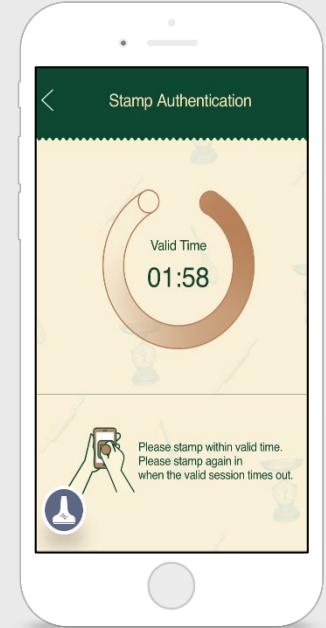 Stamp Authentication
Valid Time
01:58
Please stamp within valid time.
Please stamp again in
when the valid session times out.